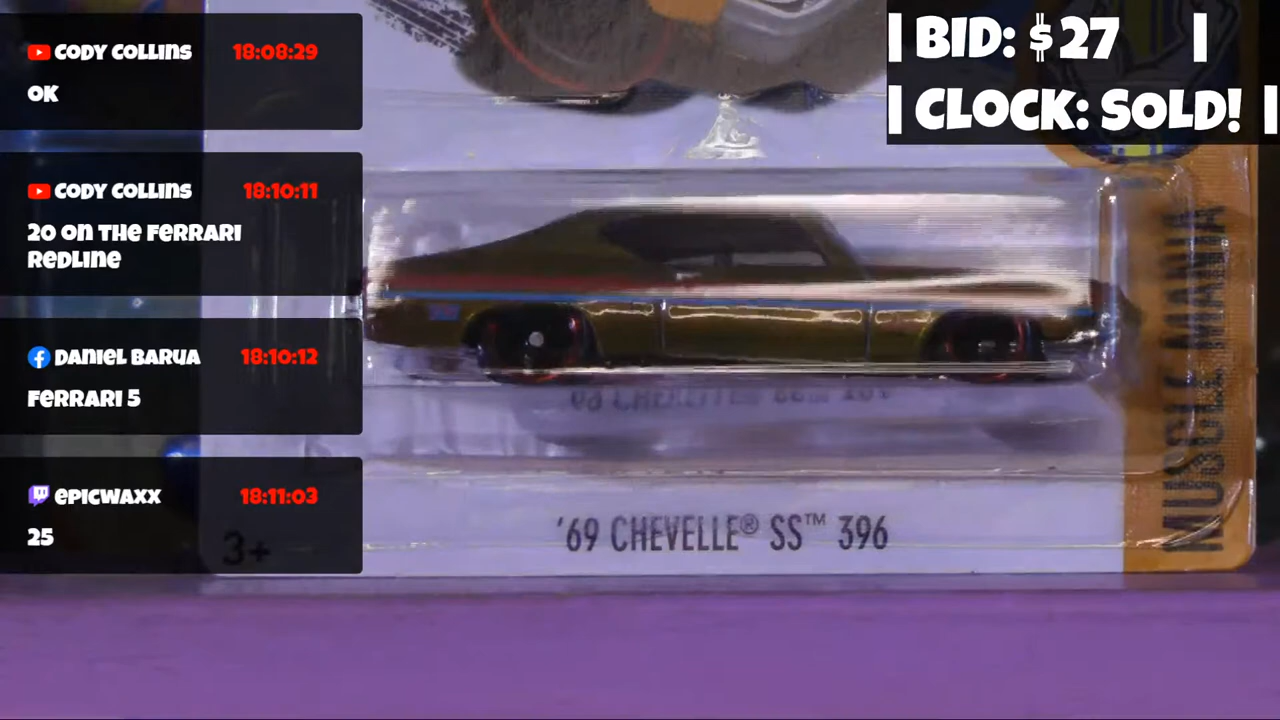 CODY COLLINS 18:08:29
OK
CODY COLLINS 18:10:11
20 ON THE FERRARI
REDLINE
DANIEL BARUA 18:10:12
FERRARI 5
EPICWAXX 18:11:03
25
| BID: $27 |
| CLOCK: SOLD! |
MUSCLE MANIA
3+
'69 CHEVELLE® SS™ 396